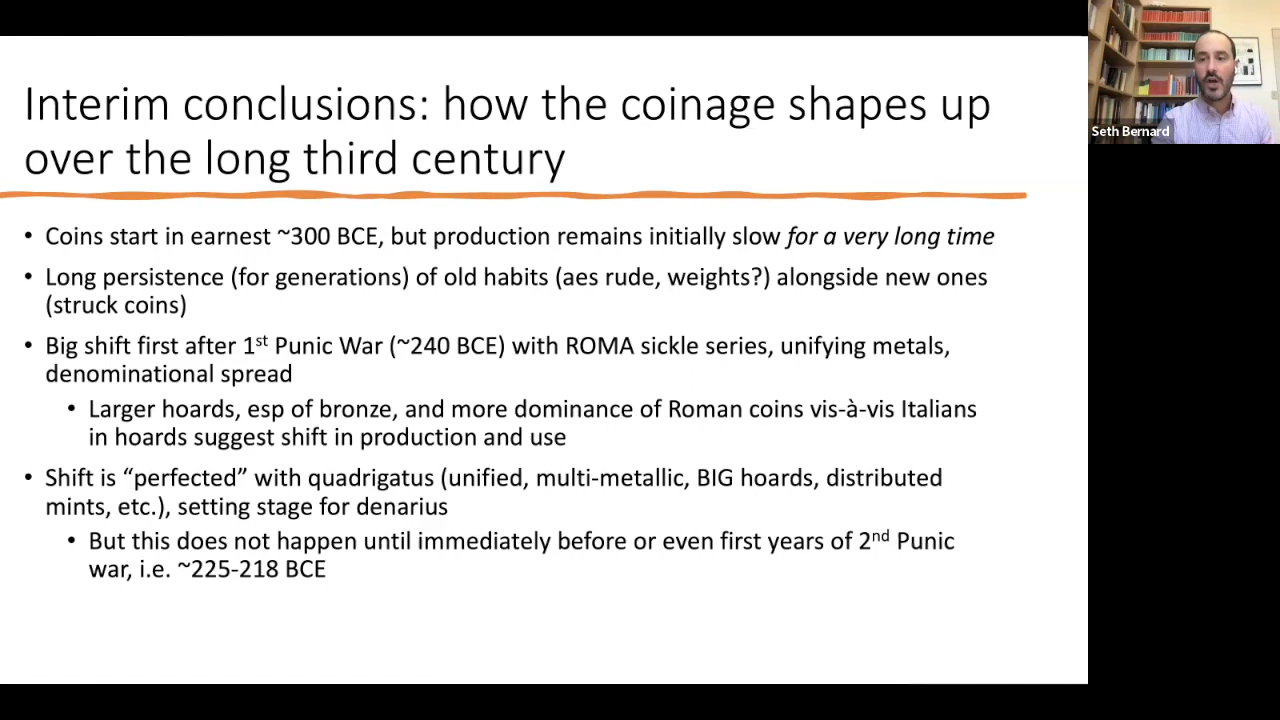 Interim conclusions: how the coinage shapes up
over the long third century
• Coins start in earnest ~300 BCE, but production remains initially slow for a very long time
• Long persistence (for generations) of old habits (aes rude, weights?) alongside new ones
(struck coins)
• Big shift first after 1st Punic War (~240 BCE) with ROMA sickle series, unifying metals,
denominational spread
• Larger hoards, esp of bronze, and more dominance of Roman coins vis-à-vis Italians
in hoards suggest shift in production and use
• Shift is “perfected” with quadrigatus (unified, multi-metallic, BIG hoards, distributed
mints, etc.), setting stage for denarius
• But this does not happen until immediately before or even first years of 2nd Punic
war, i.e. ~225-218 BCE
Seth Bernard